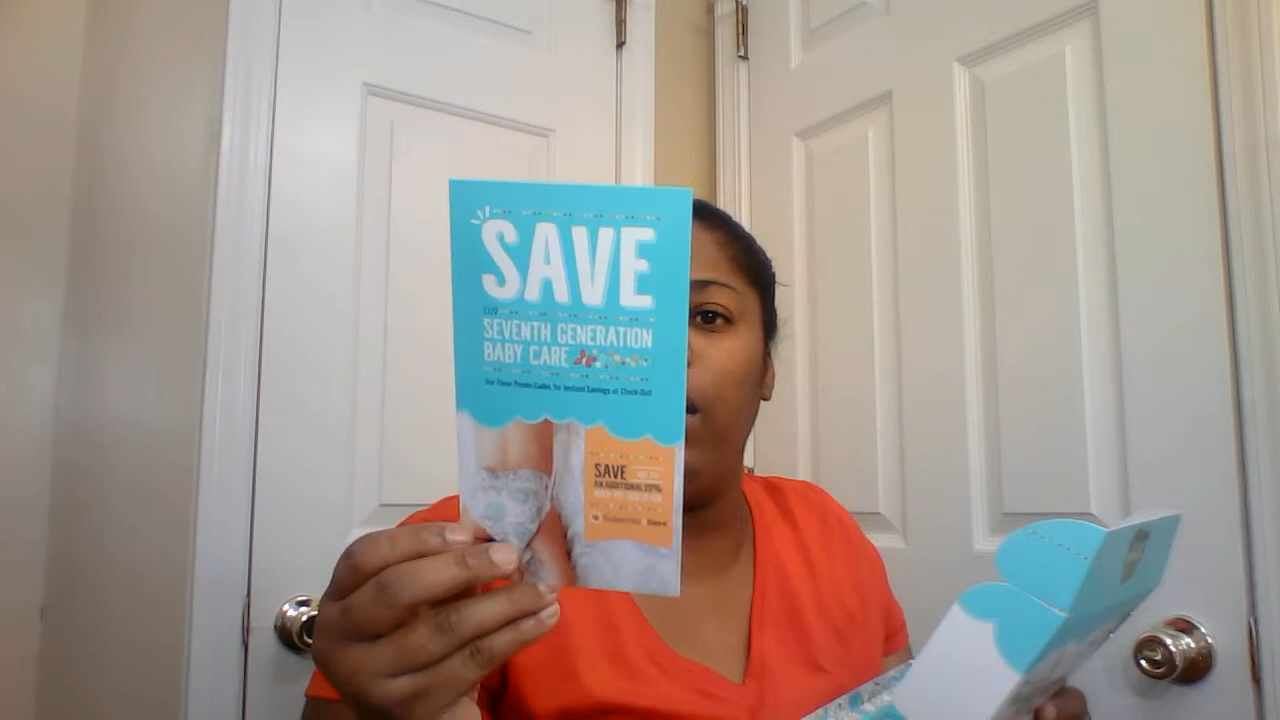 SAVE
ON
SEVENTH GENERATION
BABY CARE
Use These Promo Codes for Instant Savings at Check-Out!
SAVE
AN ADDITIONAL 20%